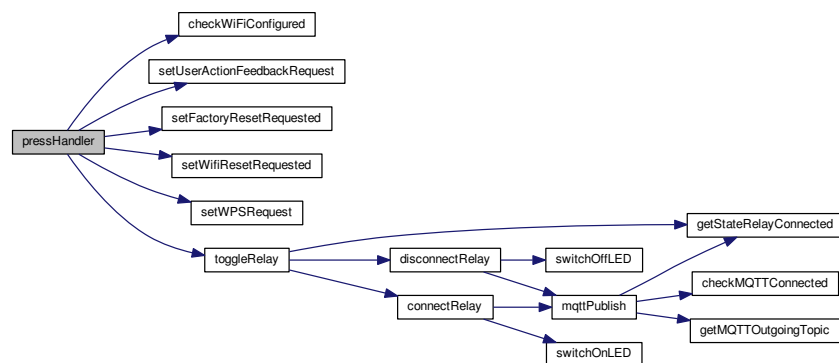 checkWiFiConfigured
setUserActionFeedbackRequest
setFactoryResetRequested
pressHandler
setWifiResetRequested
setWPSRequest
getStateRelayConnected
toggleRelay
disconnectRelay
switchOffLED
checkMQTTConnected
connectRelay
mqttPublish
getMQTTOutgoingTopic
switchOnLED